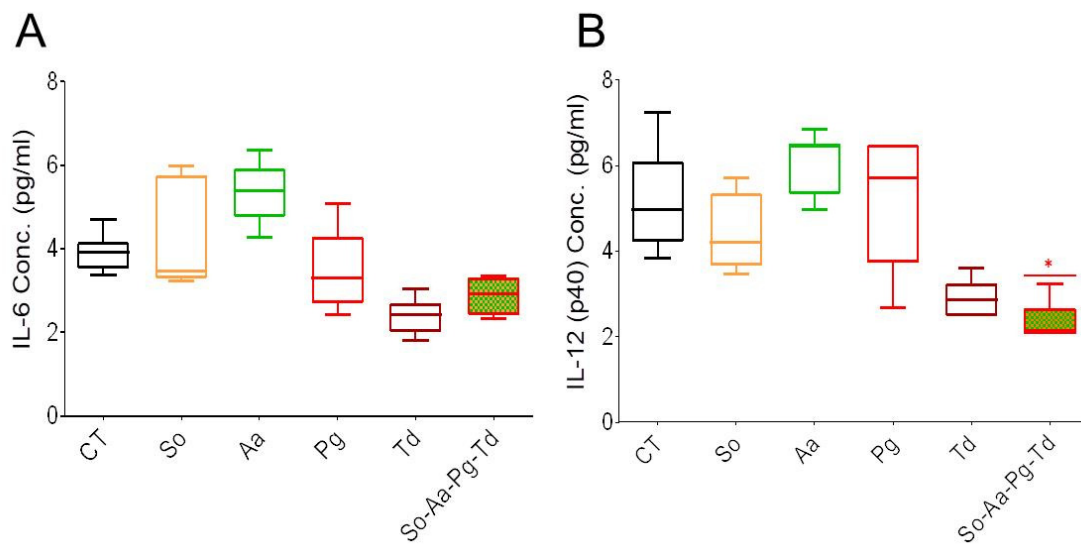 A
IL-6 Conc. (pg/ml)
8
6
4
2
0
CT
So
Aa
Pg
Td
So-Aa-Pg-Td
B
IL-12 (p40) Conc. (pg/ml)
8
6
4
2
0
*
CT
So
Aa
Pg
Td
So-Aa-Pg-Td